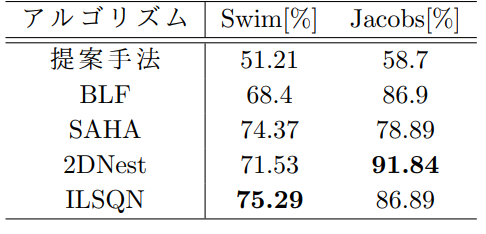 アルゴリズム Swim[%] Jacobs[%]
提案手法 51.21 58.7
BLF 68.4 86.9
SAHA 74.37 78.89
2DNest 71.53 91.84
ILSQN 75.29 86.89